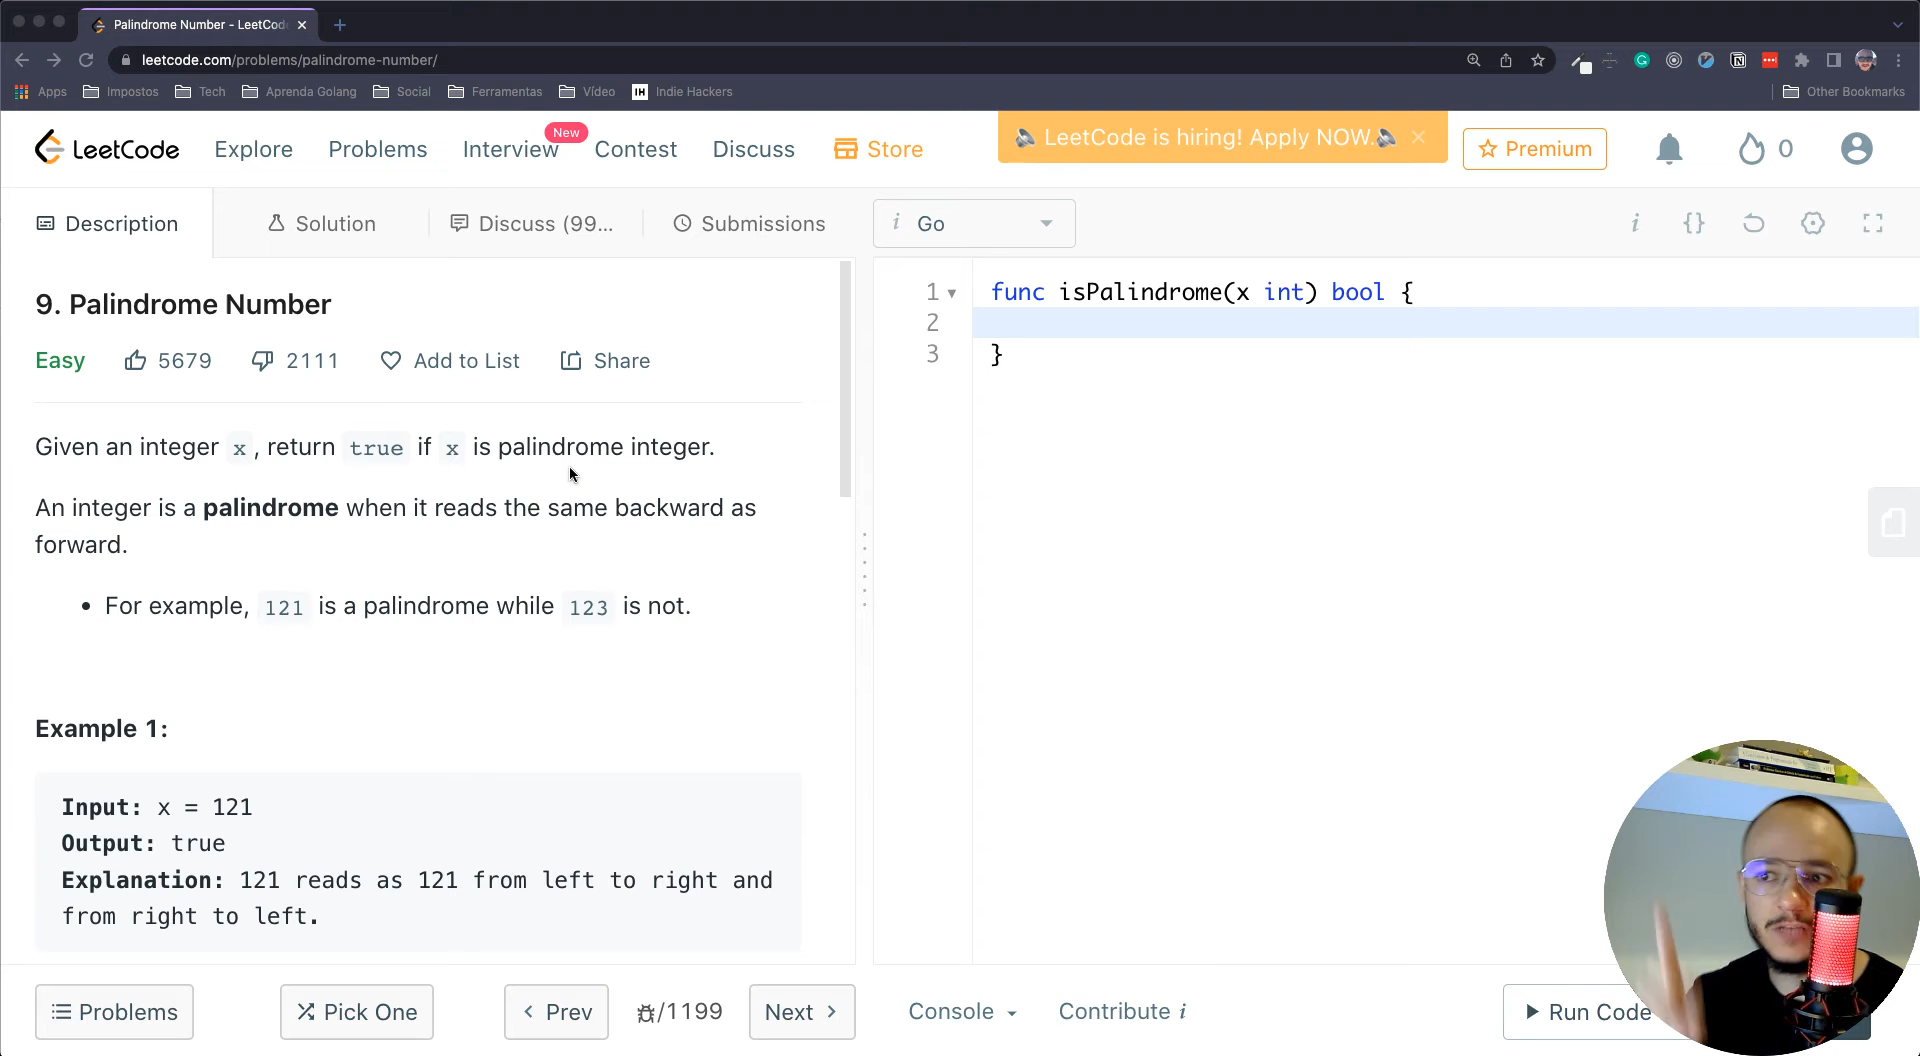 Palindrome Number - LeetCode
leetcode.com/problems/palindrome-number/
Apps Impostos Tech Aprenda Golang Social Ferramentas Vídeo IH Indie Hackers Other Bookmarks
LeetCode Explore Problems Interview New Contest Discuss Store LeetCode is hiring! Apply NOW. Premium 0
Description Solution Discuss (99... Submissions i Go i {}
9. Palindrome Number
Easy 5679 2111 Add to List Share
Given an integer x, return true if x is palindrome integer.
An integer is a palindrome when it reads the same backward as
forward.
• For example, 121 is a palindrome while 123 is not.
Example 1:
Input: x = 121
Output: true
Explanation: 121 reads as 121 from left to right and
from right to left.
1 func isPalindrome(x int) bool {
2
3 }
Problems Pick One Prev /1199 Next Console Contribute i Run Code